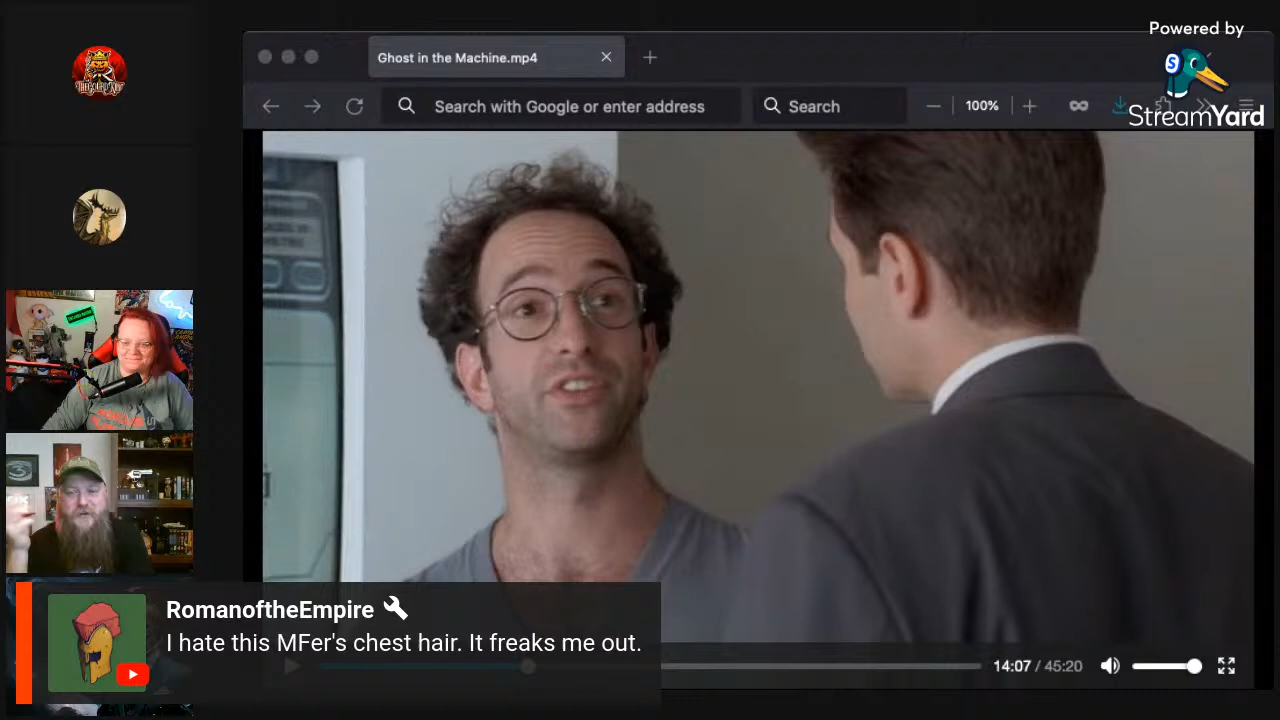 Powered by
StreamYard
Ghost in the Machine.mp4
Search with Google or enter address
Search
100%
RomanoftheEmpire
I hate this MFer's chest hair. It freaks me out.
14:07 / 45:20